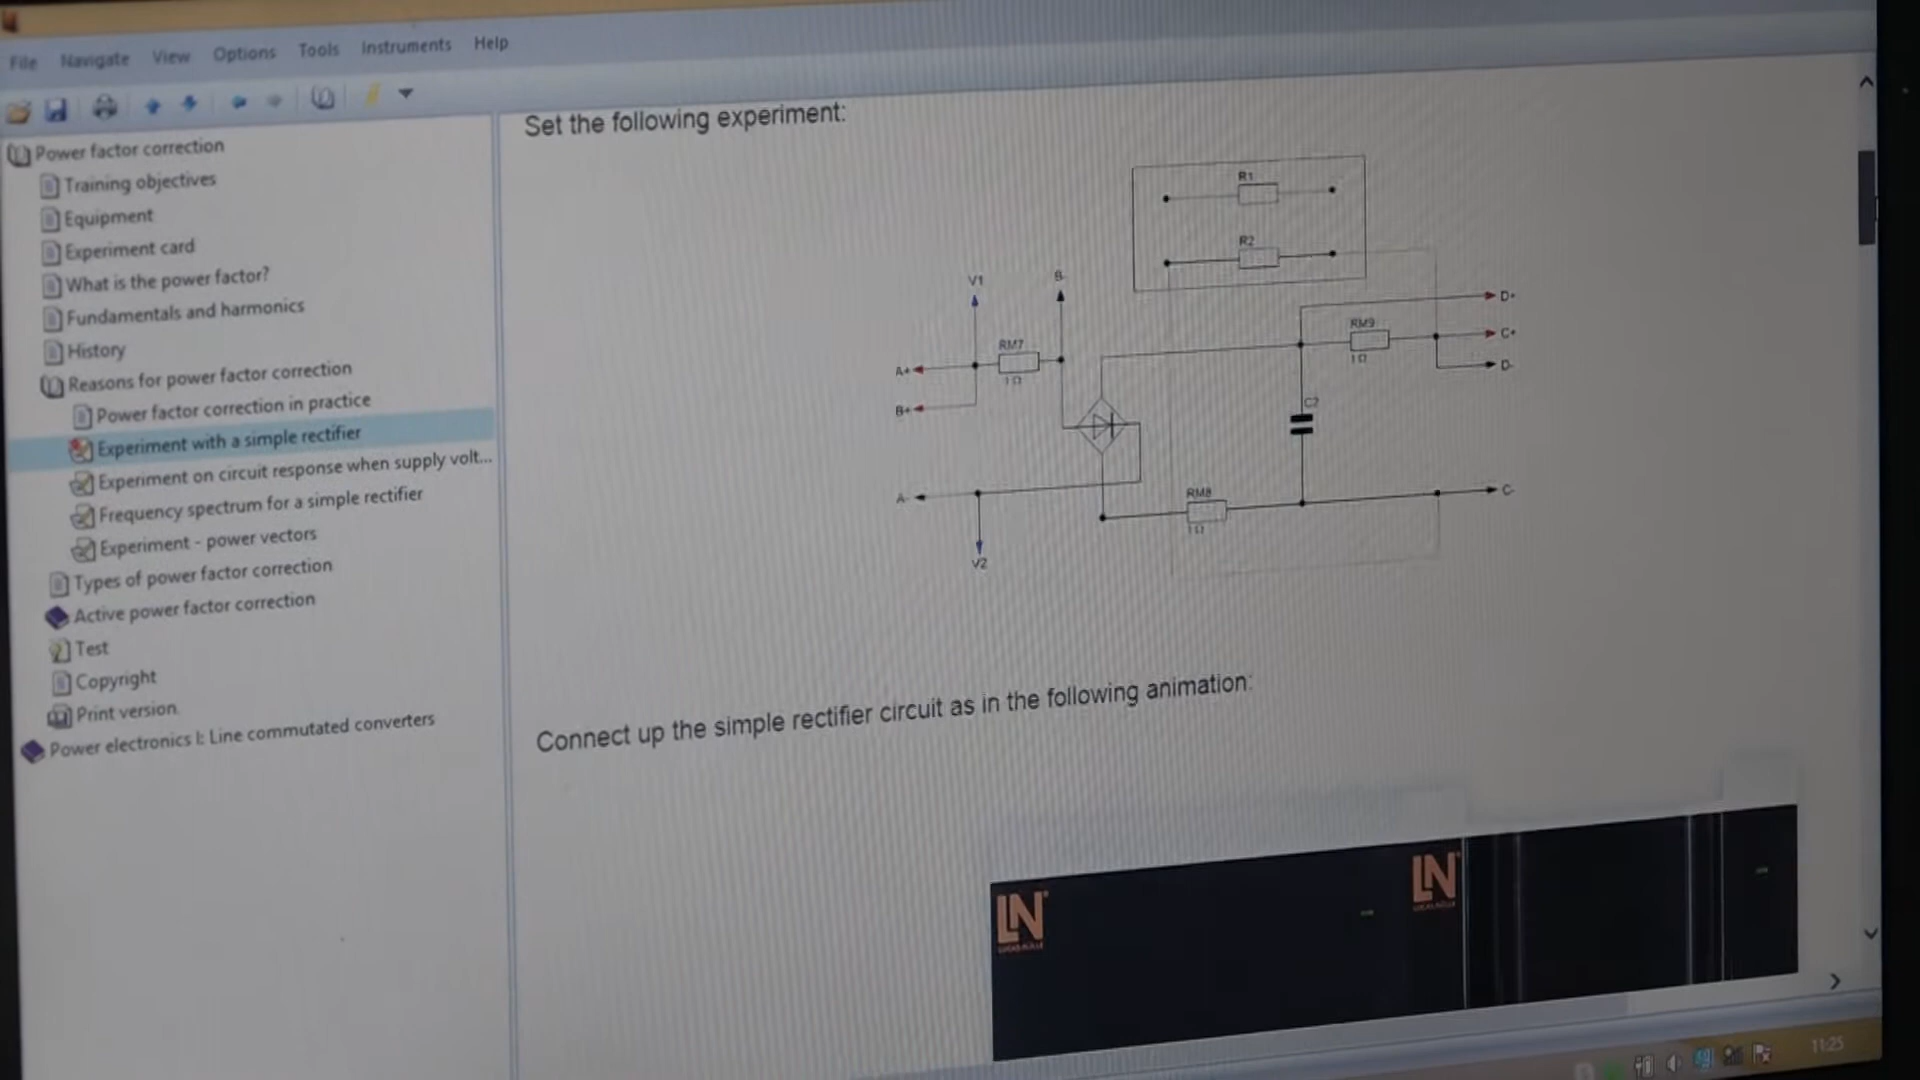 File Navigate View Options Tools Instruments Help
Power factor correction
Training objectives
Equipment
Experiment card
What is the power factor?
Fundamentals and harmonics
History
Reasons for power factor correction
Power factor correction in practice
Experiment with a simple rectifier
Experiment on circuit response when supply volt...
Frequency spectrum for a simple rectifier
Experiment - power vectors
Types of power factor correction
Active power factor correction
Test
Copyright
Print version
Power electronics I: Line commutated converters
Set the following experiment:
R1
R2
V1
B-
D+
RM9
C+
RM7
1Ω
1Ω
A+
D-
C2
B+
RM8
C-
A-
1Ω
V2
Connect up the simple rectifier circuit as in the following animation:
LN
LN
11:25